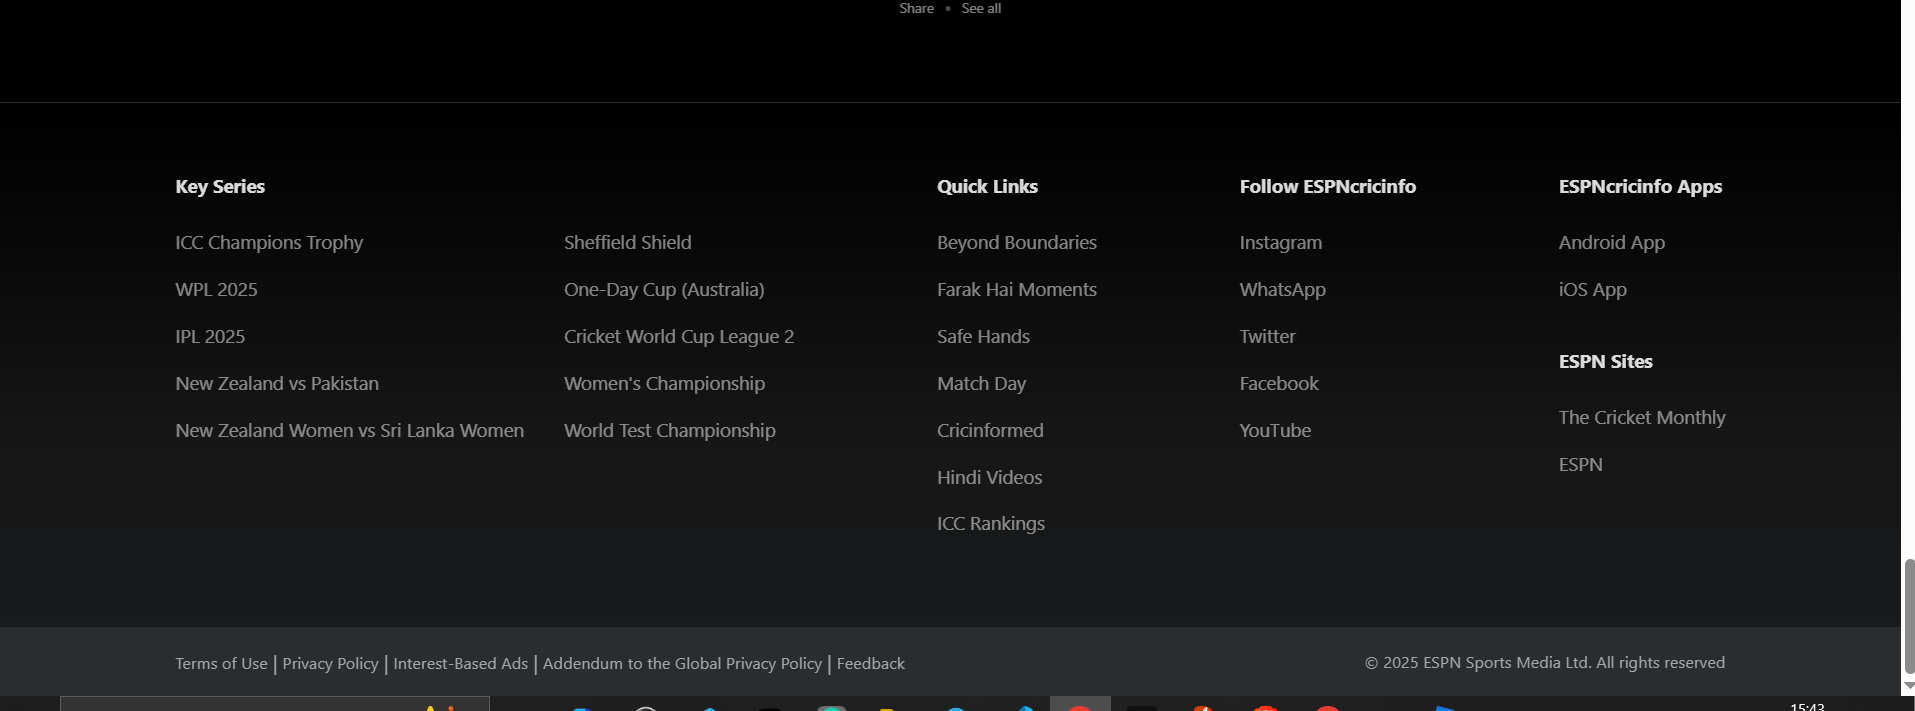 Share • See all
Key Series
ICC Champions Trophy
WPL 2025
IPL 2025
New Zealand vs Pakistan
New Zealand Women vs Sri Lanka Women
Sheffield Shield
One-Day Cup (Australia)
Cricket World Cup League 2
Women's Championship
World Test Championship
Quick Links
Beyond Boundaries
Farak Hai Moments
Safe Hands
Match Day
Cricinformed
Hindi Videos
ICC Rankings
Follow ESPNcricinfo
Instagram
WhatsApp
Twitter
Facebook
YouTube
ESPNcricinfo Apps
Android App
iOS App
ESPN Sites
The Cricket Monthly
ESPN
Terms of Use | Privacy Policy | Interest-Based Ads | Addendum to the Global Privacy Policy | Feedback
© 2025 ESPN Sports Media Ltd. All rights reserved
15:43